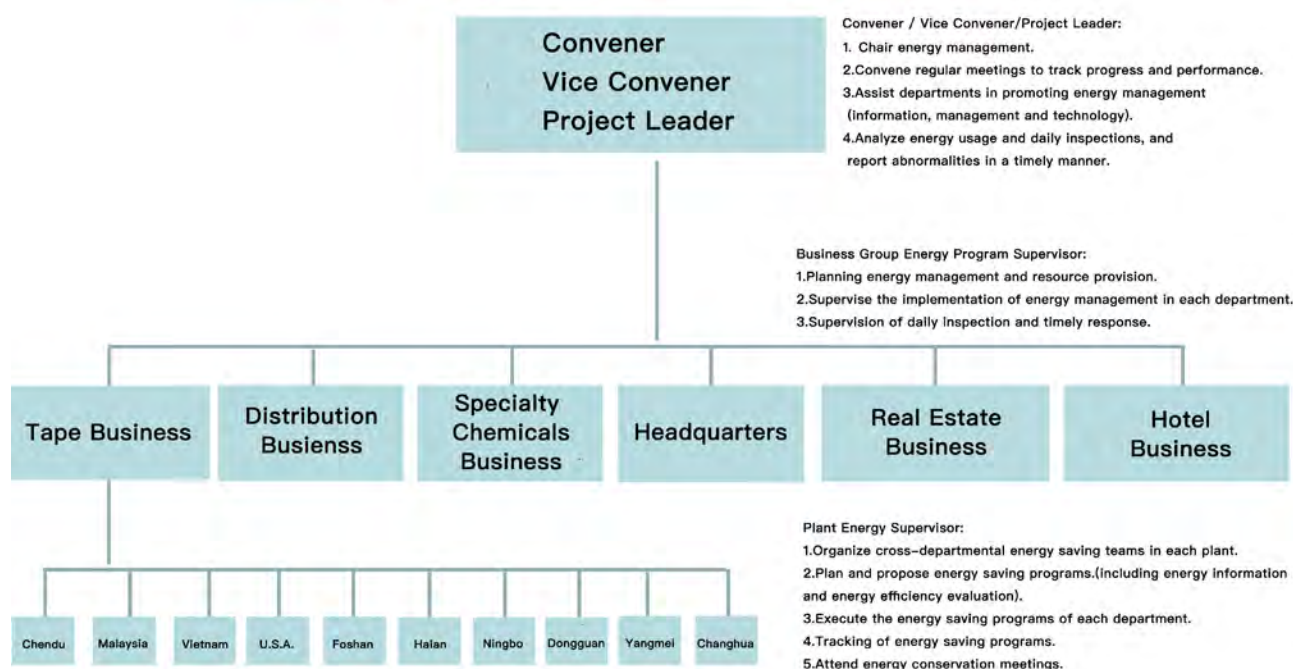 Convener
Vice Convener
Project Leader
Convener / Vice Convener/Project Leader:
1. Chair energy management.
2.Convene regular meetings to track progress and performance.
3.Assist departments in promoting energy management
(information, management and technology).
4.Analyze energy usage and daily inspections, and
report abnormalities in a timely manner.
Business Group Energy Program Supervisor:
1.Planning energy management and resource provision.
2.Supervise the implementation of energy management in each department.
3.Supervision of daily inspection and timely response.
Tape Business
Distribution
Busienss
Specialty
Chemicals
Business
Headquarters
Real Estate
Business
Hotel
Business
Plant Energy Supervisor:
1.Organize cross-departmental energy saving teams in each plant.
2.Plan and propose energy saving programs.(including energy information
and energy efficiency evaluation).
3.Execute the energy saving programs of each department.
4.Tracking of energy saving programs.
5.Attend energy conservation meetings.
Chendu
Malaysia
Vietnam
U.S.A.
Foshan
Haian
Ningbo
Dongguan
Yangmei
Changhua